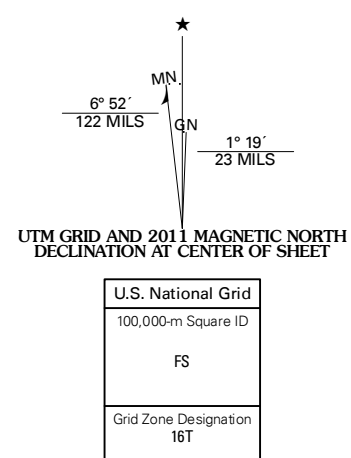 ★
MN
6° 52´
122 MILS
GN
1° 19´
23 MILS
UTM GRID AND 2011 MAGNETIC NORTH
DECLINATION AT CENTER OF SHEET
U.S. National Grid
100,000-m Square ID
FS
Grid Zone Designation
16T